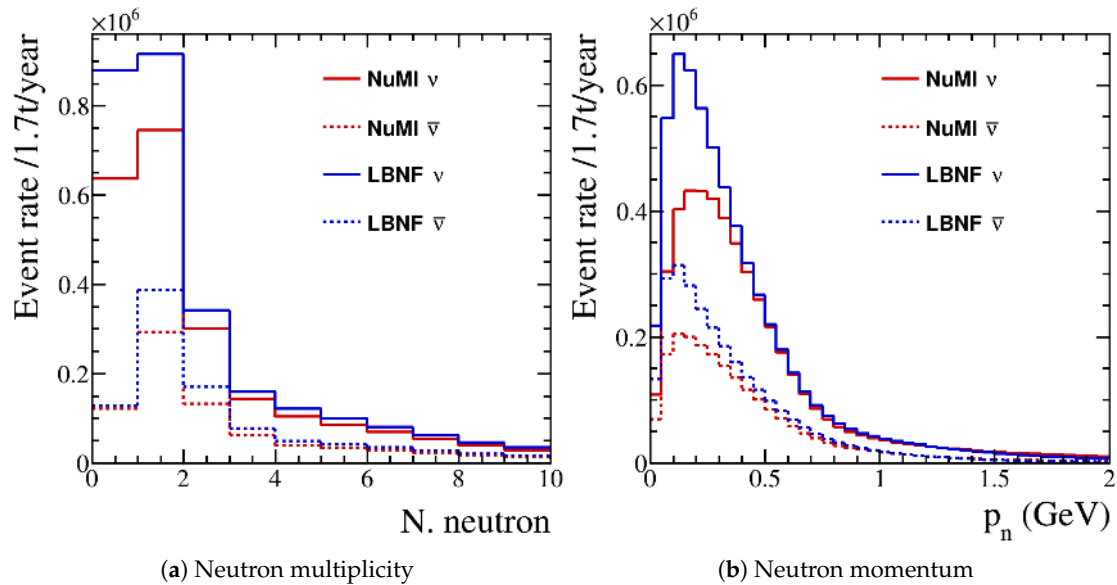 ×10⁶
Event rate /1.7t/year
0.8
0.6
0.4
0.2
0
0 2 4 6 8 10
N. neutron
NuMI ν
NuMI ν̅
LBNF ν
LBNF ν̅
(a) Neutron multiplicity
×10⁶
Event rate /1.7t/year
0.6
0.4
0.2
0
0 0.5 1 1.5 2
p_n (GeV)
NuMI ν
NuMI ν̅
LBNF ν
LBNF ν̅
(b) Neutron momentum